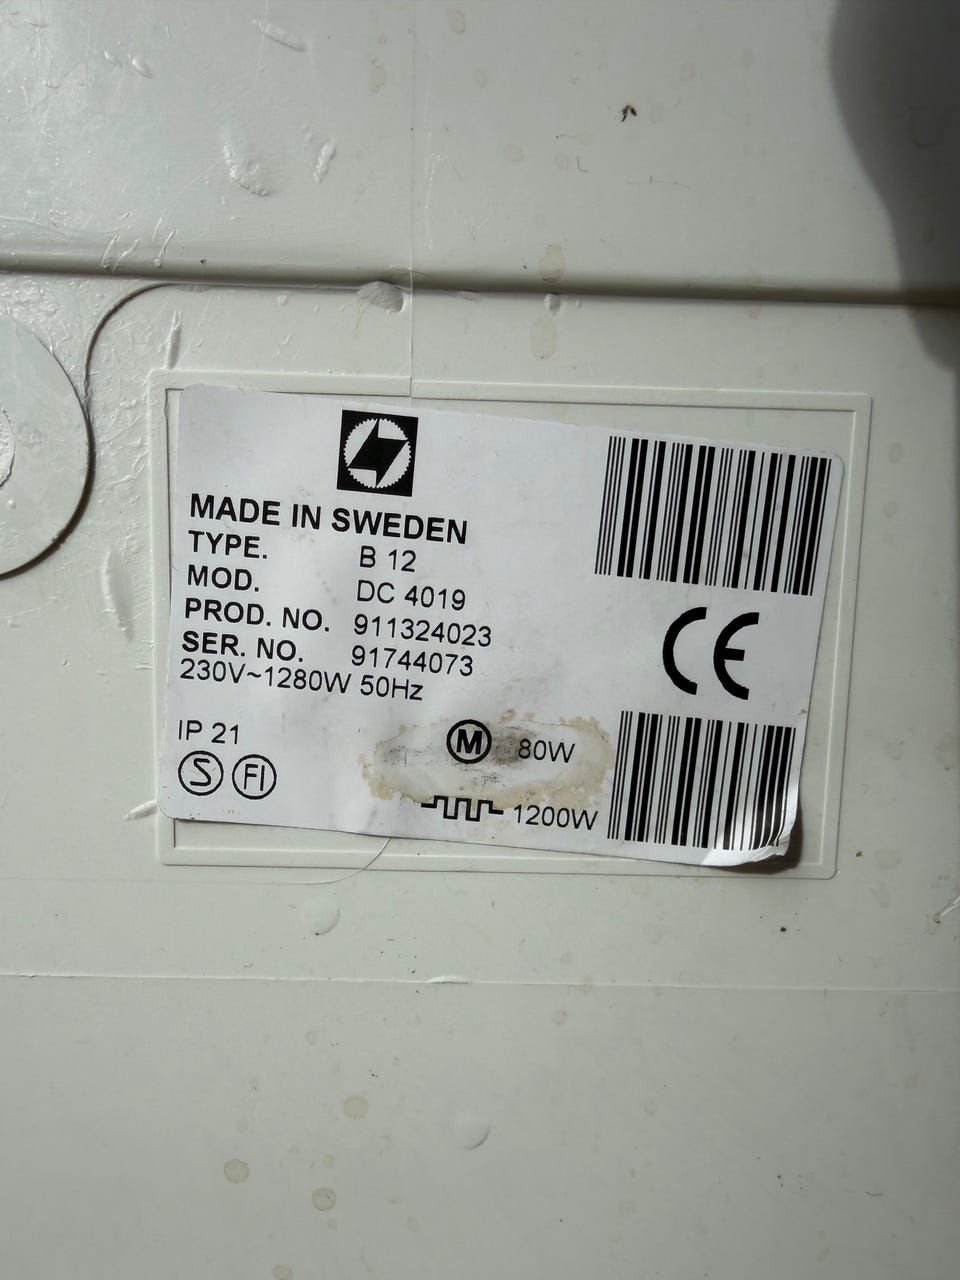 MADE IN SWEDEN
TYPE. B 12
MOD. DC 4019
PROD. NO. 911324023
SER. NO. 91744073
230V~1280W 50Hz
IP 21
S FI
M 80W
1200W
CE